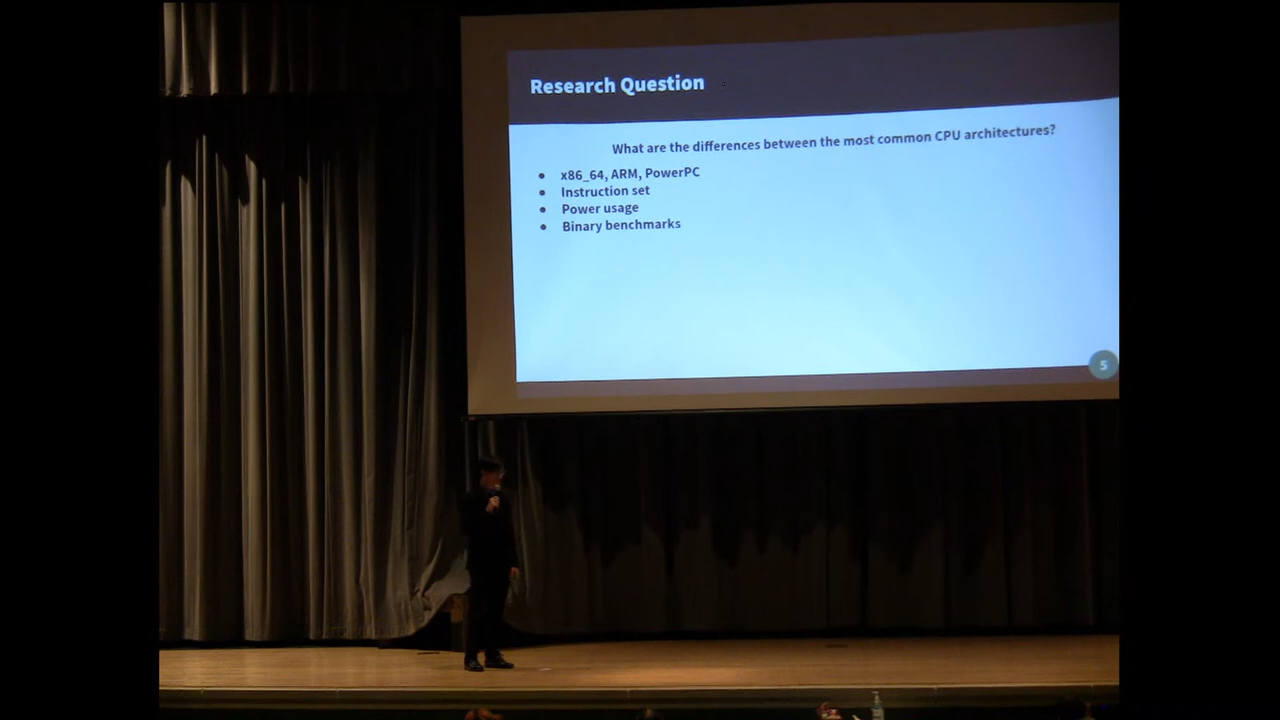 Research Question
What are the differences between the most common CPU architectures?
● x86_64, ARM, PowerPC
● Instruction set
● Power usage
● Binary benchmarks
5